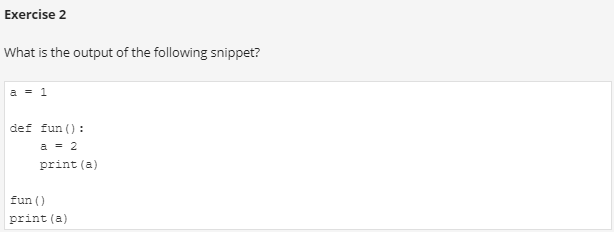 Exercise 2
What is the output of the following snippet?
a = 1
def fun():
    a = 2
    print(a)
fun()
print(a)